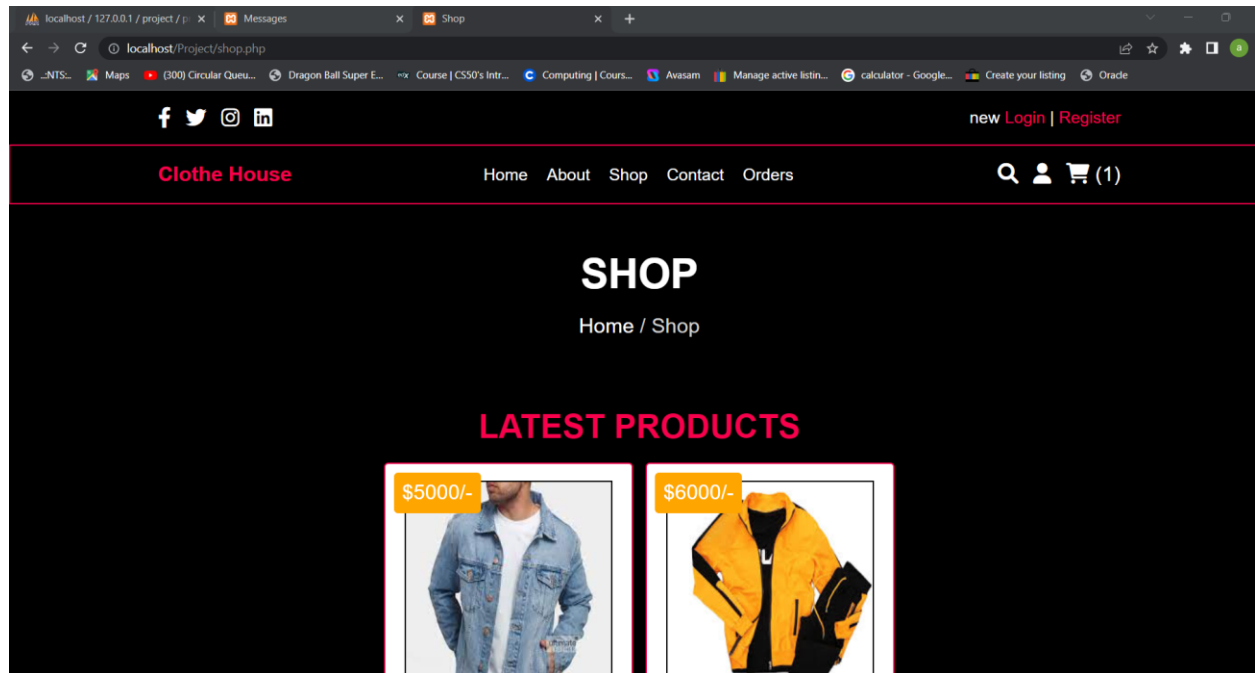 localhost / 127.0.0.1 / project / p
Messages
Shop
localhost/Project/shop.php
..:NTS:..
Maps
(300) Circular Queu...
Dragon Ball Super E...
Course | CS50's Intr...
Computing | Cours...
Avasam
Manage active listin...
calculator - Google...
Create your listing
Oracle
new Login | Register
Clothe House
Home About Shop Contact Orders
(1)
SHOP
Home / Shop
LATEST PRODUCTS
$5000/-
$6000/-
ultimate